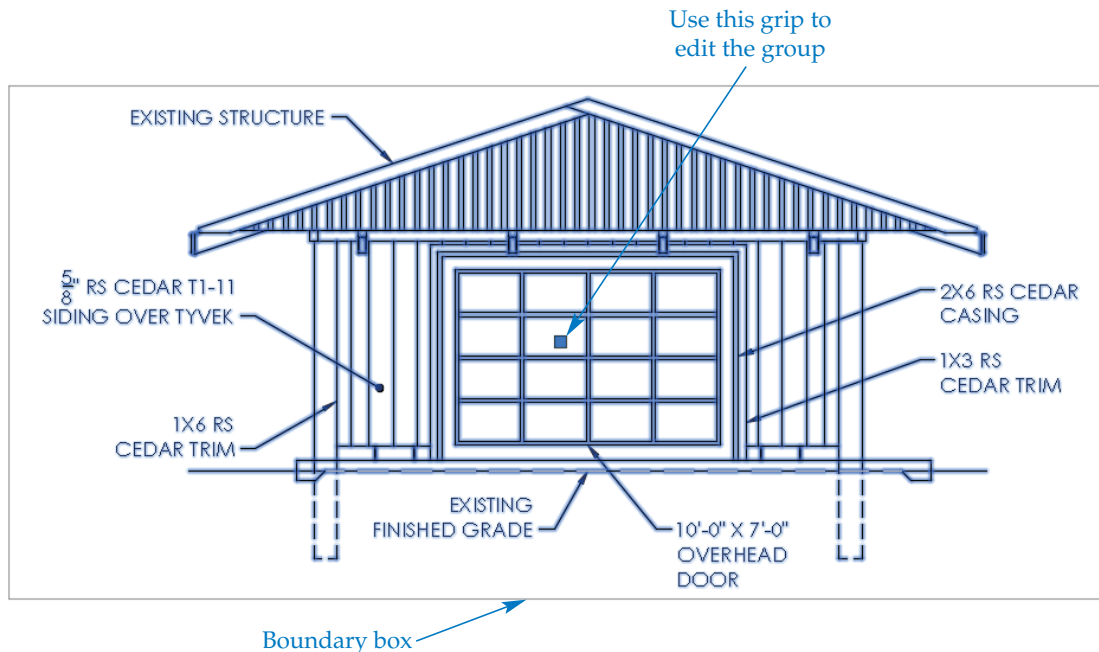 Use this grip to
edit the group
EXISTING STRUCTURE
5/8" RS CEDAR T1-11
SIDING OVER TYVEK
2X6 RS CEDAR
CASING
1X3 RS
CEDAR TRIM
1X6 RS
CEDAR TRIM
EXISTING
FINISHED GRADE
10'-0" X 7'-0"
OVERHEAD
DOOR
Boundary box